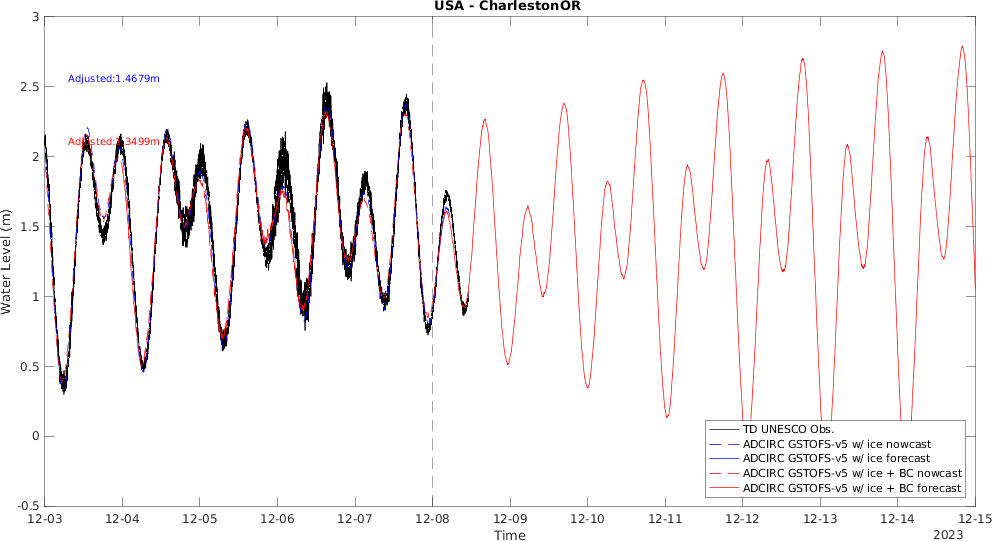 USA - CharlestonOR
3
2.5
2
1.5
1
0.5
0
-0.5
Water Level (m)
Adjusted:1.4679m
Adjusted:1.3499m
TD UNESCO Obs.
ADCIRC GSTOFS-v5 w/ ice nowcast
ADCIRC GSTOFS-v5 w/ ice forecast
ADCIRC GSTOFS-v5 w/ ice + BC nowcast
ADCIRC GSTOFS-v5 w/ ice + BC forecast
12-03 12-04 12-05 12-06 12-07 12-08 12-09 12-10 12-11 12-12 12-13 12-14 12-15
Time
2023